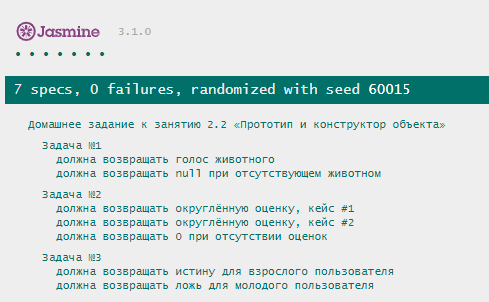 Jasmine 3.1.0
• • • • • • •
7 specs, 0 failures, randomized with seed 60015
Домашнее задание к занятию 2.2 «Прототип и конструктор объекта»
Задача №1
должна возвращать голос животного
должна возвращать null при отсутствующем животном
Задача №2
должна возвращать округлённую оценку, кейс #1
должна возвращать округлённую оценку, кейс #2
должна возвращать 0 при отсутствии оценок
Задача №3
должна возвращать истину для взрослого пользователя
должна возвращать ложь для молодого пользователя